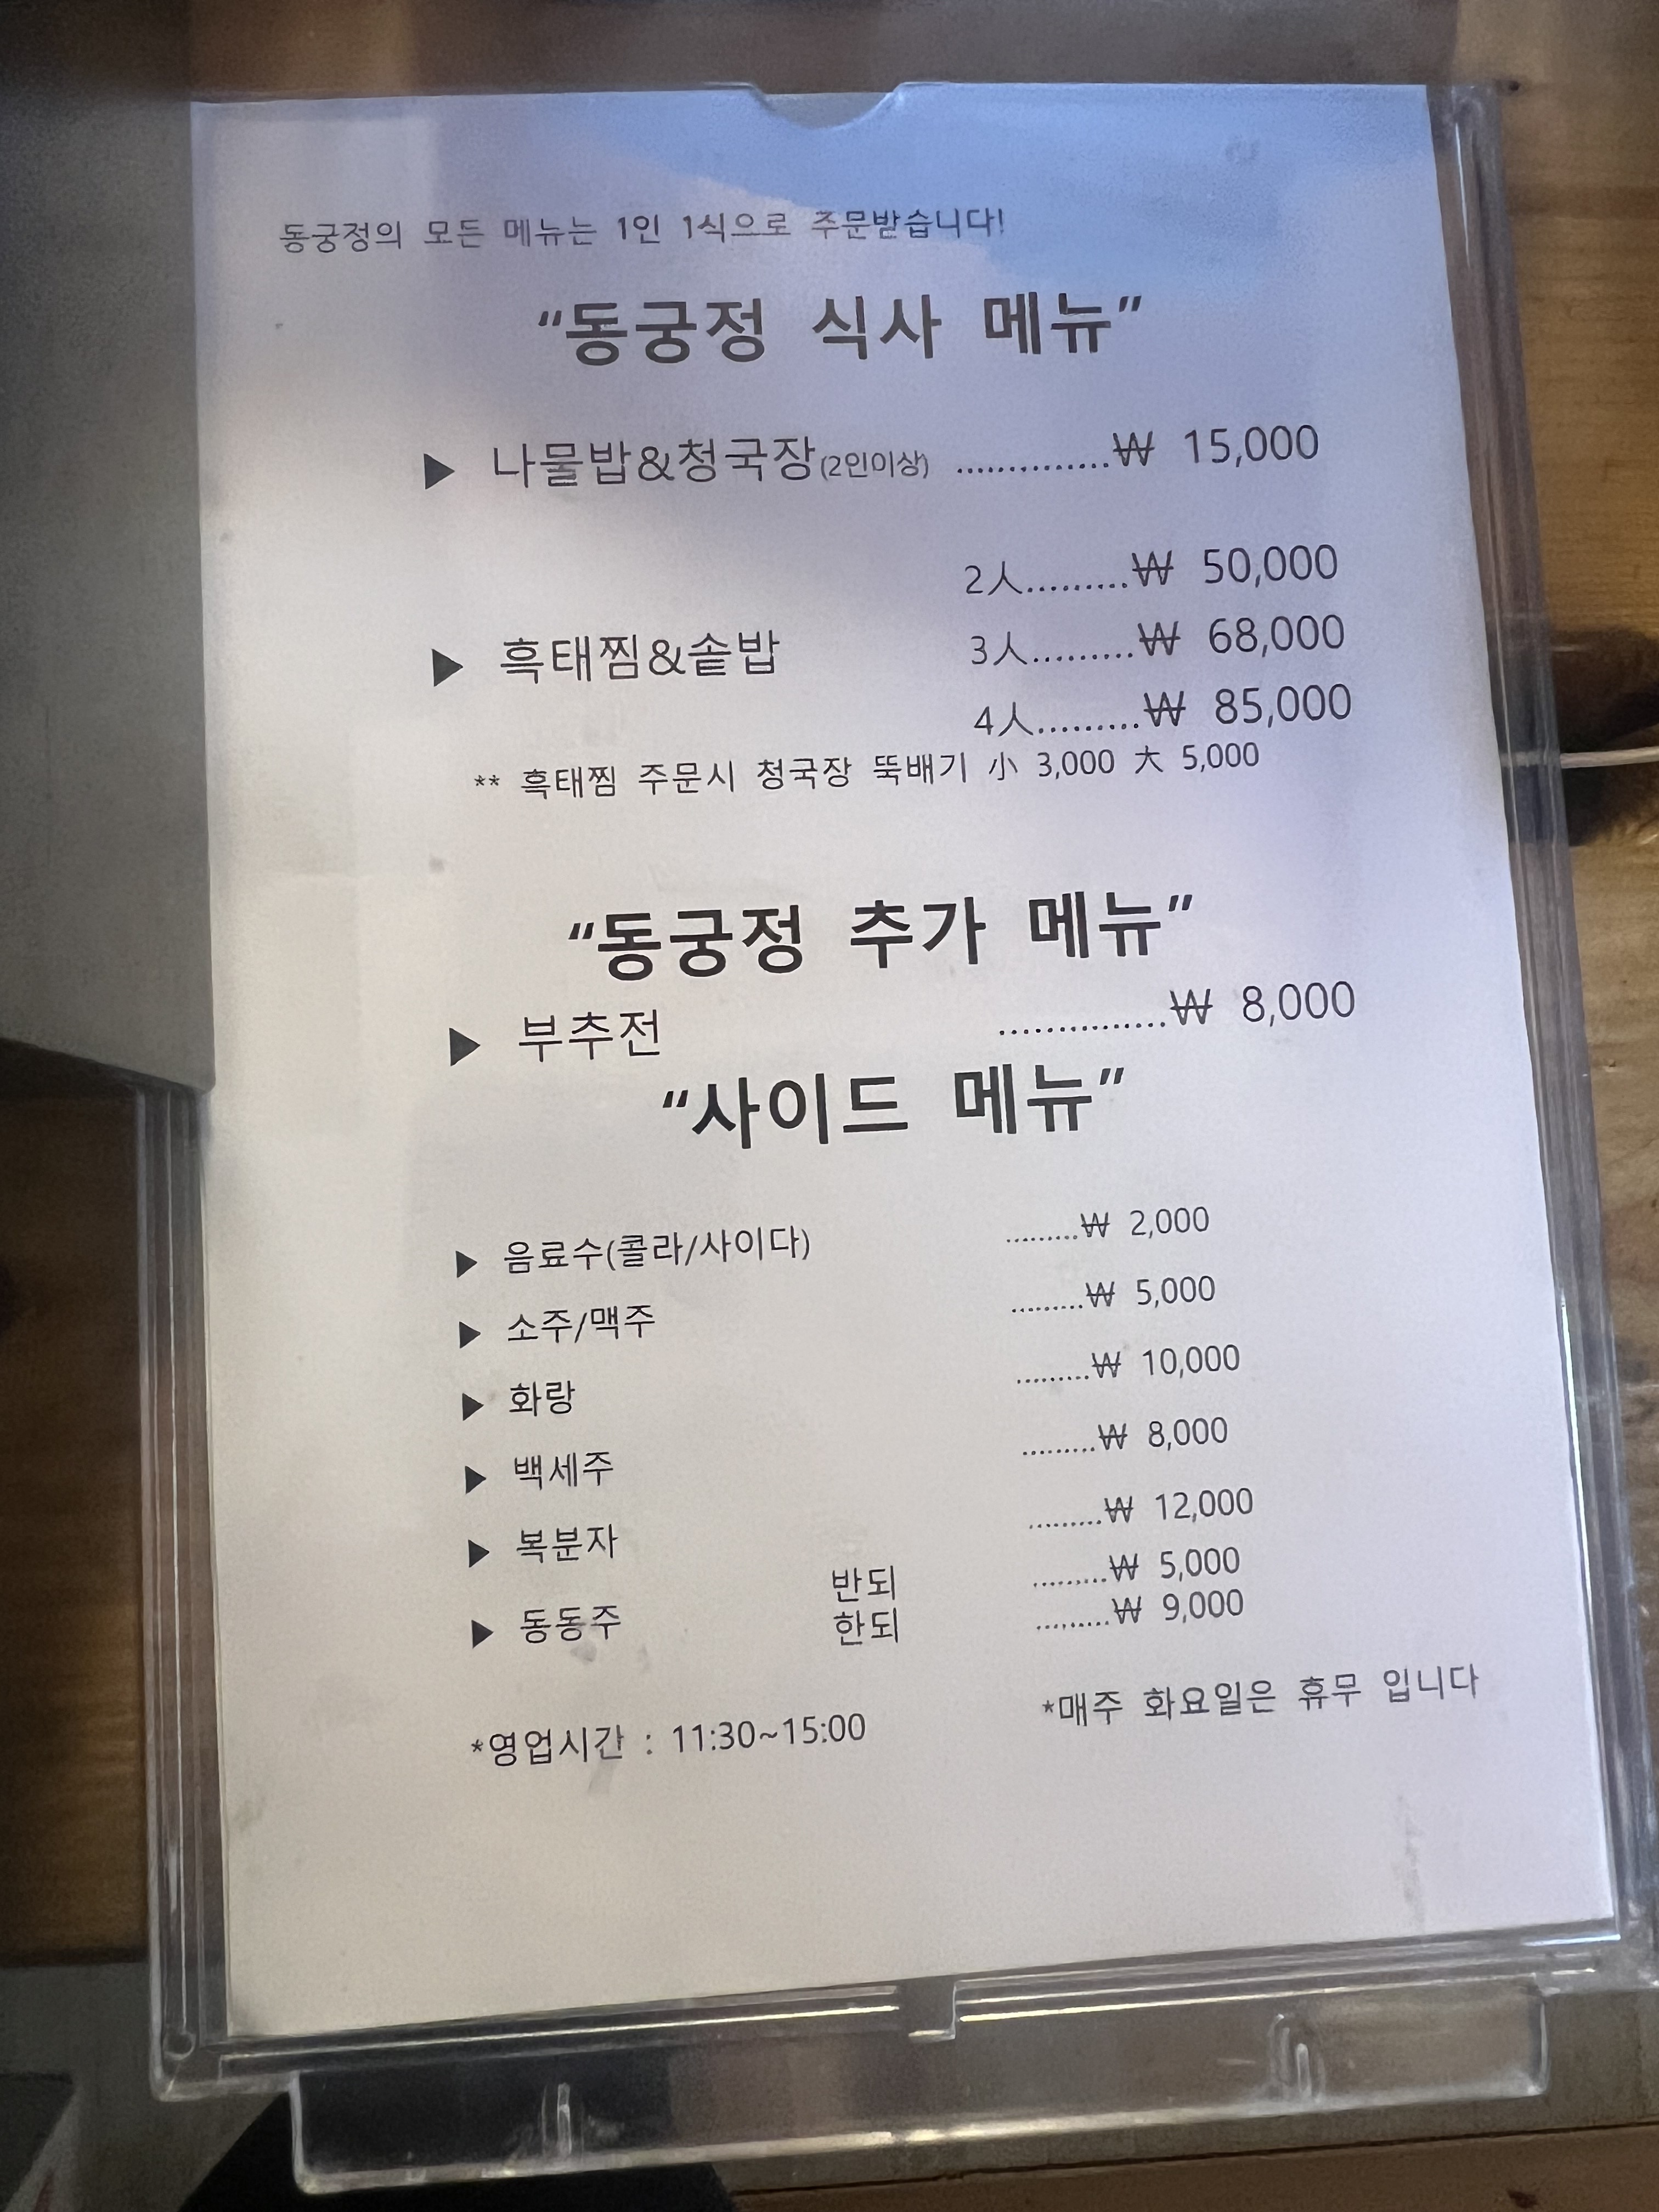 동궁정의 모든 메뉴는 1인 1식으로 주문받습니다!
“동궁정 식사 메뉴”
▶ 나물밥&청국장(2인이상) ...............₩ 15,000
2人..........₩ 50,000
▶ 흑태찜&솥밥 3人..........₩ 68,000
4人..........₩ 85,000
** 흑태찜 주문시 청국장 뚝배기 小 3,000 大 5,000
“동궁정 추가 메뉴”
▶ 부추전 ................₩ 8,000
“사이드 메뉴”
▶ 음료수(콜라/사이다) .........₩ 2,000
▶ 소주/맥주 .........₩ 5,000
▶ 화랑 .........₩ 10,000
▶ 백세주 .........₩ 8,000
▶ 복분자 .........₩ 12,000
반되 .........₩ 5,000
▶ 동동주 한되 .........₩ 9,000
*매주 화요일은 휴무 입니다
*영업시간 : 11:30~15:00